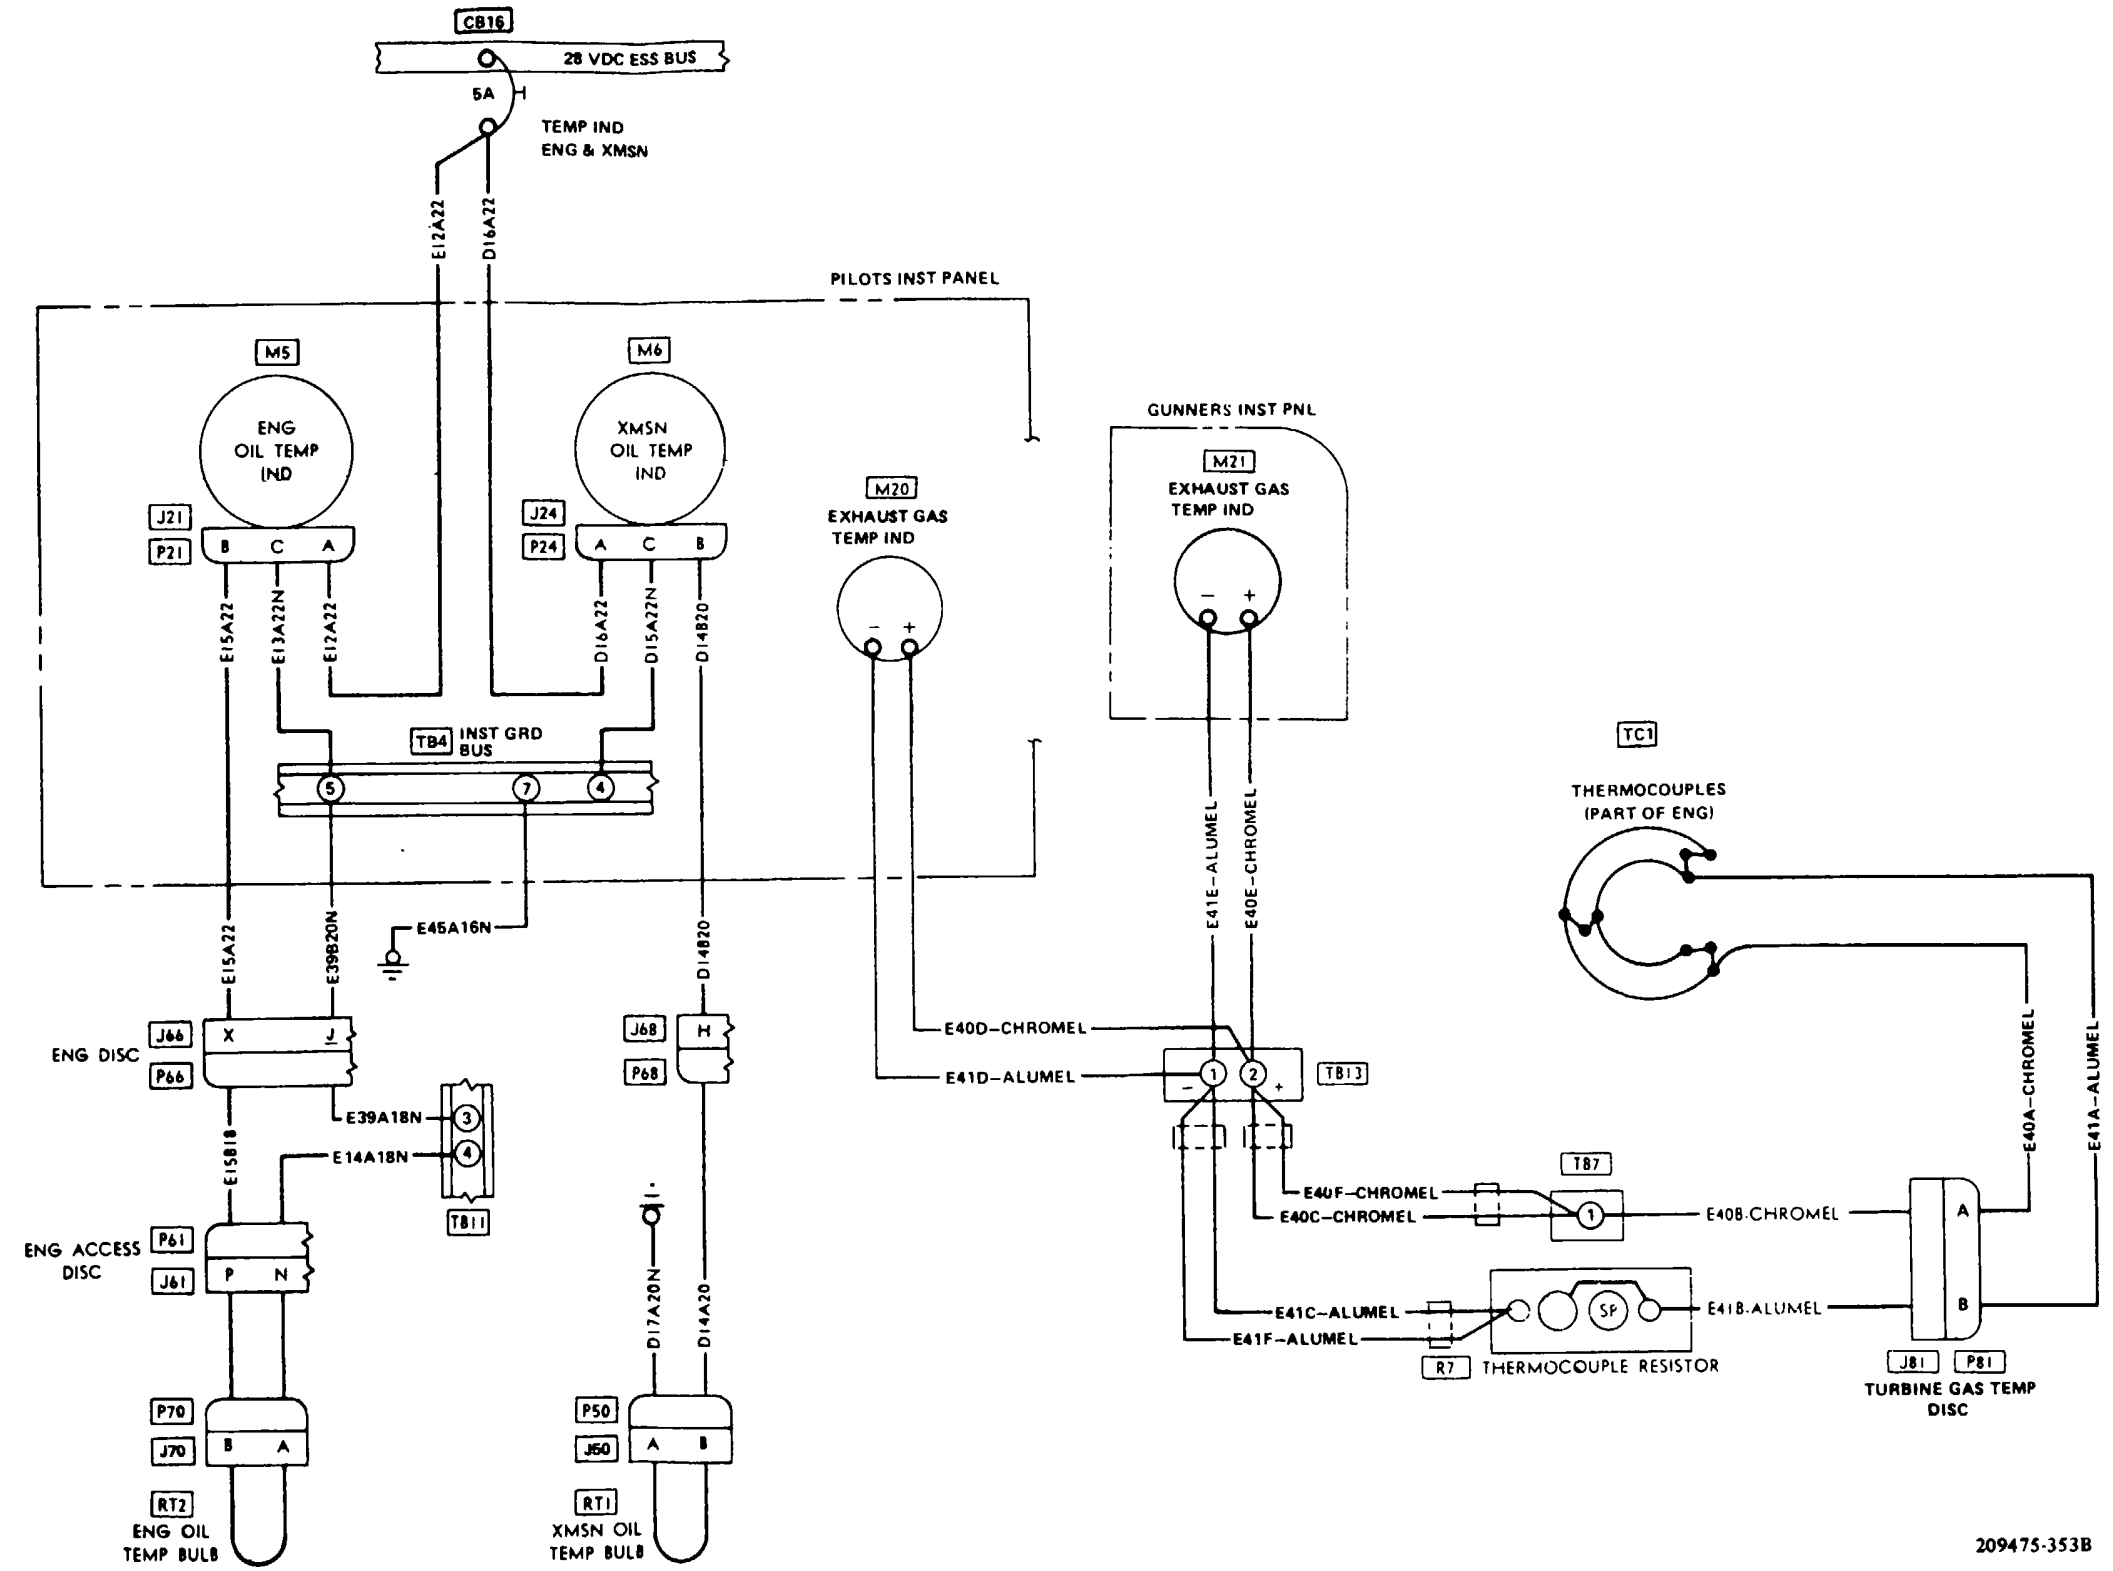 CB16
28 VDC ESS BUS
5A
TEMP IND
ENG & XMSN
E12A22
D16A22
PILOTS INST PANEL
M5
M6
ENG
OIL TEMP
IND
XMSN
OIL TEMP
IND
J21
P21
B C A
J24
P24
A C B
E15A22
E13A22N
E12A22
D16A22
D15A22N
D14B20
M20
EXHAUST GAS
TEMP IND
- +
GUNNERS INST PNL
M21
EXHAUST GAS
TEMP IND
- +
TB4
INST GRD
BUS
5 7 4
TC1
THERMOCOUPLES
(PART OF ENG)
E41E-ALUMEL
E40E-CHROMEL
E15A22
E39B20N
E45A16N
D14B20
J66
X J
ENG DISC
P66
J68
H
P68
E40D-CHROMEL
E41D-ALUMEL
1 2
- +
TB13
E40A-CHROMEL
E41A-ALUMEL
E39A18N
3
E14A18N
4
TB11
E15B18
P61
ENG ACCESS
DISC
J61
P N
D17A20N
D14A20
E40F-CHROMEL
E40C-CHROMEL
TB7
1
E40B-CHROMEL
A
B
E41C-ALUMEL
E41F-ALUMEL
SP
E41B-ALUMEL
R7
THERMOCOUPLE RESISTOR
J81
P81
TURBINE GAS TEMP
DISC
P70
J70
B A
P50
J50
A B
RT2
ENG OIL
TEMP BULB
RT1
XMSN OIL
TEMP BULB
209475-353B